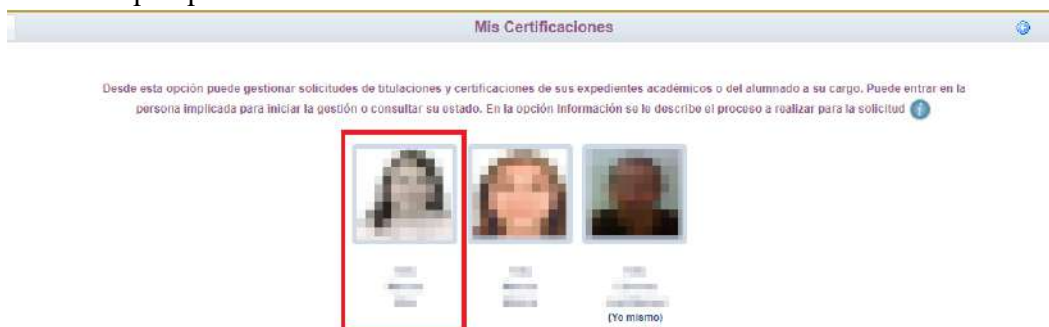 Mis Certificaciones
Desde esta opción puede gestionar solicitudes de titulaciones y certificaciones de sus expedientes académicos o del alumnado a su cargo. Puede entrar en la
persona implicada para iniciar la gestión o consultar su estado. En la opción Información se le describe el proceso a realizar para la solicitud
(Yo mismo)